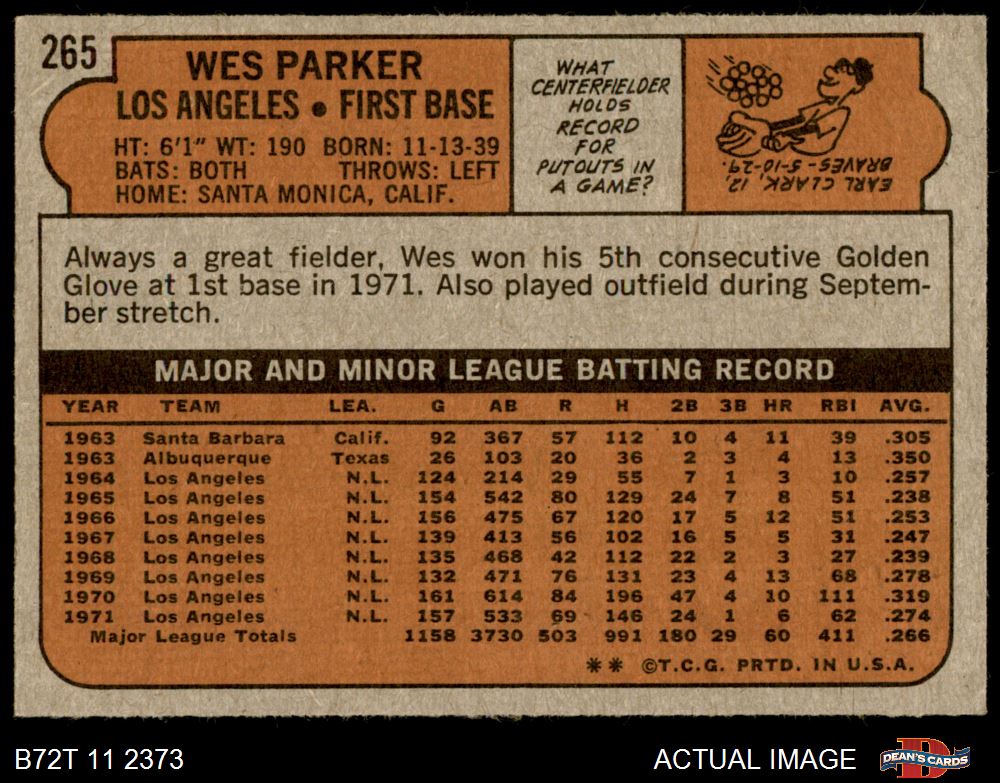 265
WES PARKER
LOS ANGELES • FIRST BASE
HT: 6'1" WT: 190 BORN: 11-13-39
BATS: BOTH THROWS: LEFT
HOME: SANTA MONICA, CALIF.
WHAT
CENTERFIELDER
HOLDS
RECORD
FOR
PUTOUTS IN
A GAME?
EARL CLARK, 12,
BRAVES-5-10-29.
Always a great fielder, Wes won his 5th consecutive Golden
Glove at 1st base in 1971. Also played outfield during Septem-
ber stretch.
MAJOR AND MINOR LEAGUE BATTING RECORD
YEAR TEAM LEA. G AB R H 2B 3B HR RBI AVG.
1963 Santa Barbara Calif. 92 367 57 112 10 4 11 39 .305
1963 Albuquerque Texas 26 103 20 36 2 3 4 13 .350
1964 Los Angeles N.L. 124 214 29 55 7 1 3 10 .257
1965 Los Angeles N.L. 154 542 80 129 24 7 8 51 .238
1966 Los Angeles N.L. 156 475 67 120 17 5 12 51 .253
1967 Los Angeles N.L. 139 413 56 102 16 5 5 31 .247
1968 Los Angeles N.L. 135 468 42 112 22 2 3 27 .239
1969 Los Angeles N.L. 132 471 76 131 23 4 13 68 .278
1970 Los Angeles N.L. 161 614 84 196 47 4 10 111 .319
1971 Los Angeles N.L. 157 533 69 146 24 1 6 62 .274
Major League Totals 1158 3730 503 991 180 29 60 411 .266
** ©T.C.G. PRTD. IN U.S.A.
B72T 11 2373
ACTUAL IMAGE
DEAN'S CARDS